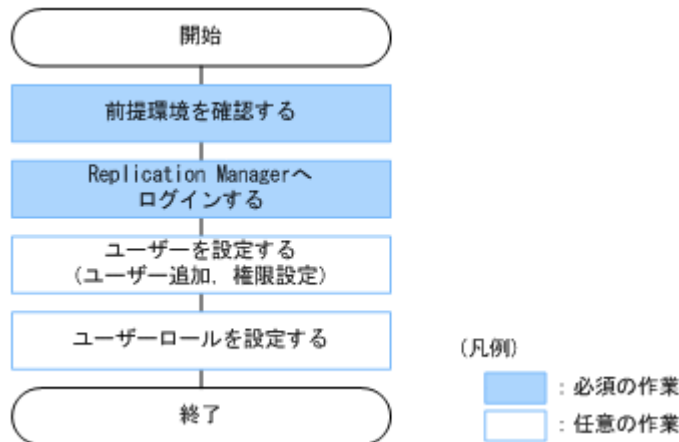 開始
前提環境を確認する
Replication Managerへ
ログインする
ユーザーを設定する
(ユーザー追加, 権限設定)
ユーザーロールを設定する
終了
(凡例)
: 必須の作業
: 任意の作業